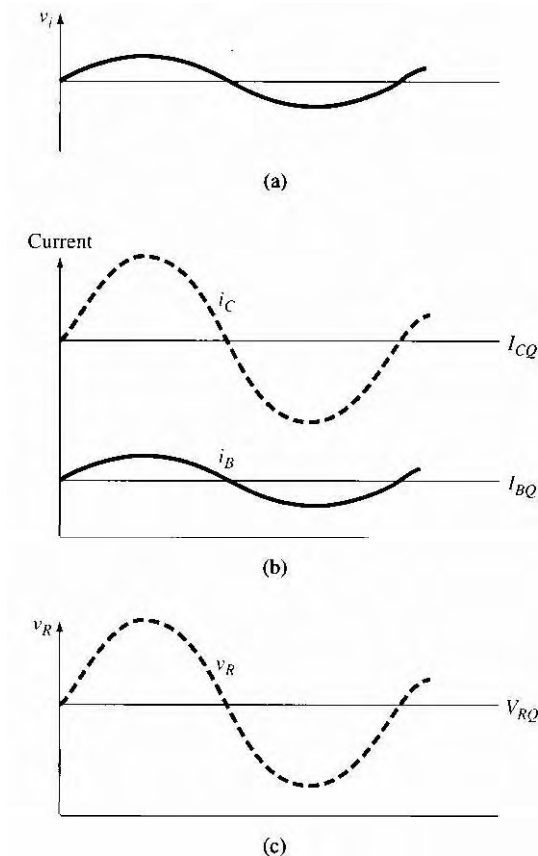 v_i
(a)
Current
i_C
I_CQ
i_B
I_BQ
(b)
v_R
v_R
V_RQ
(c)